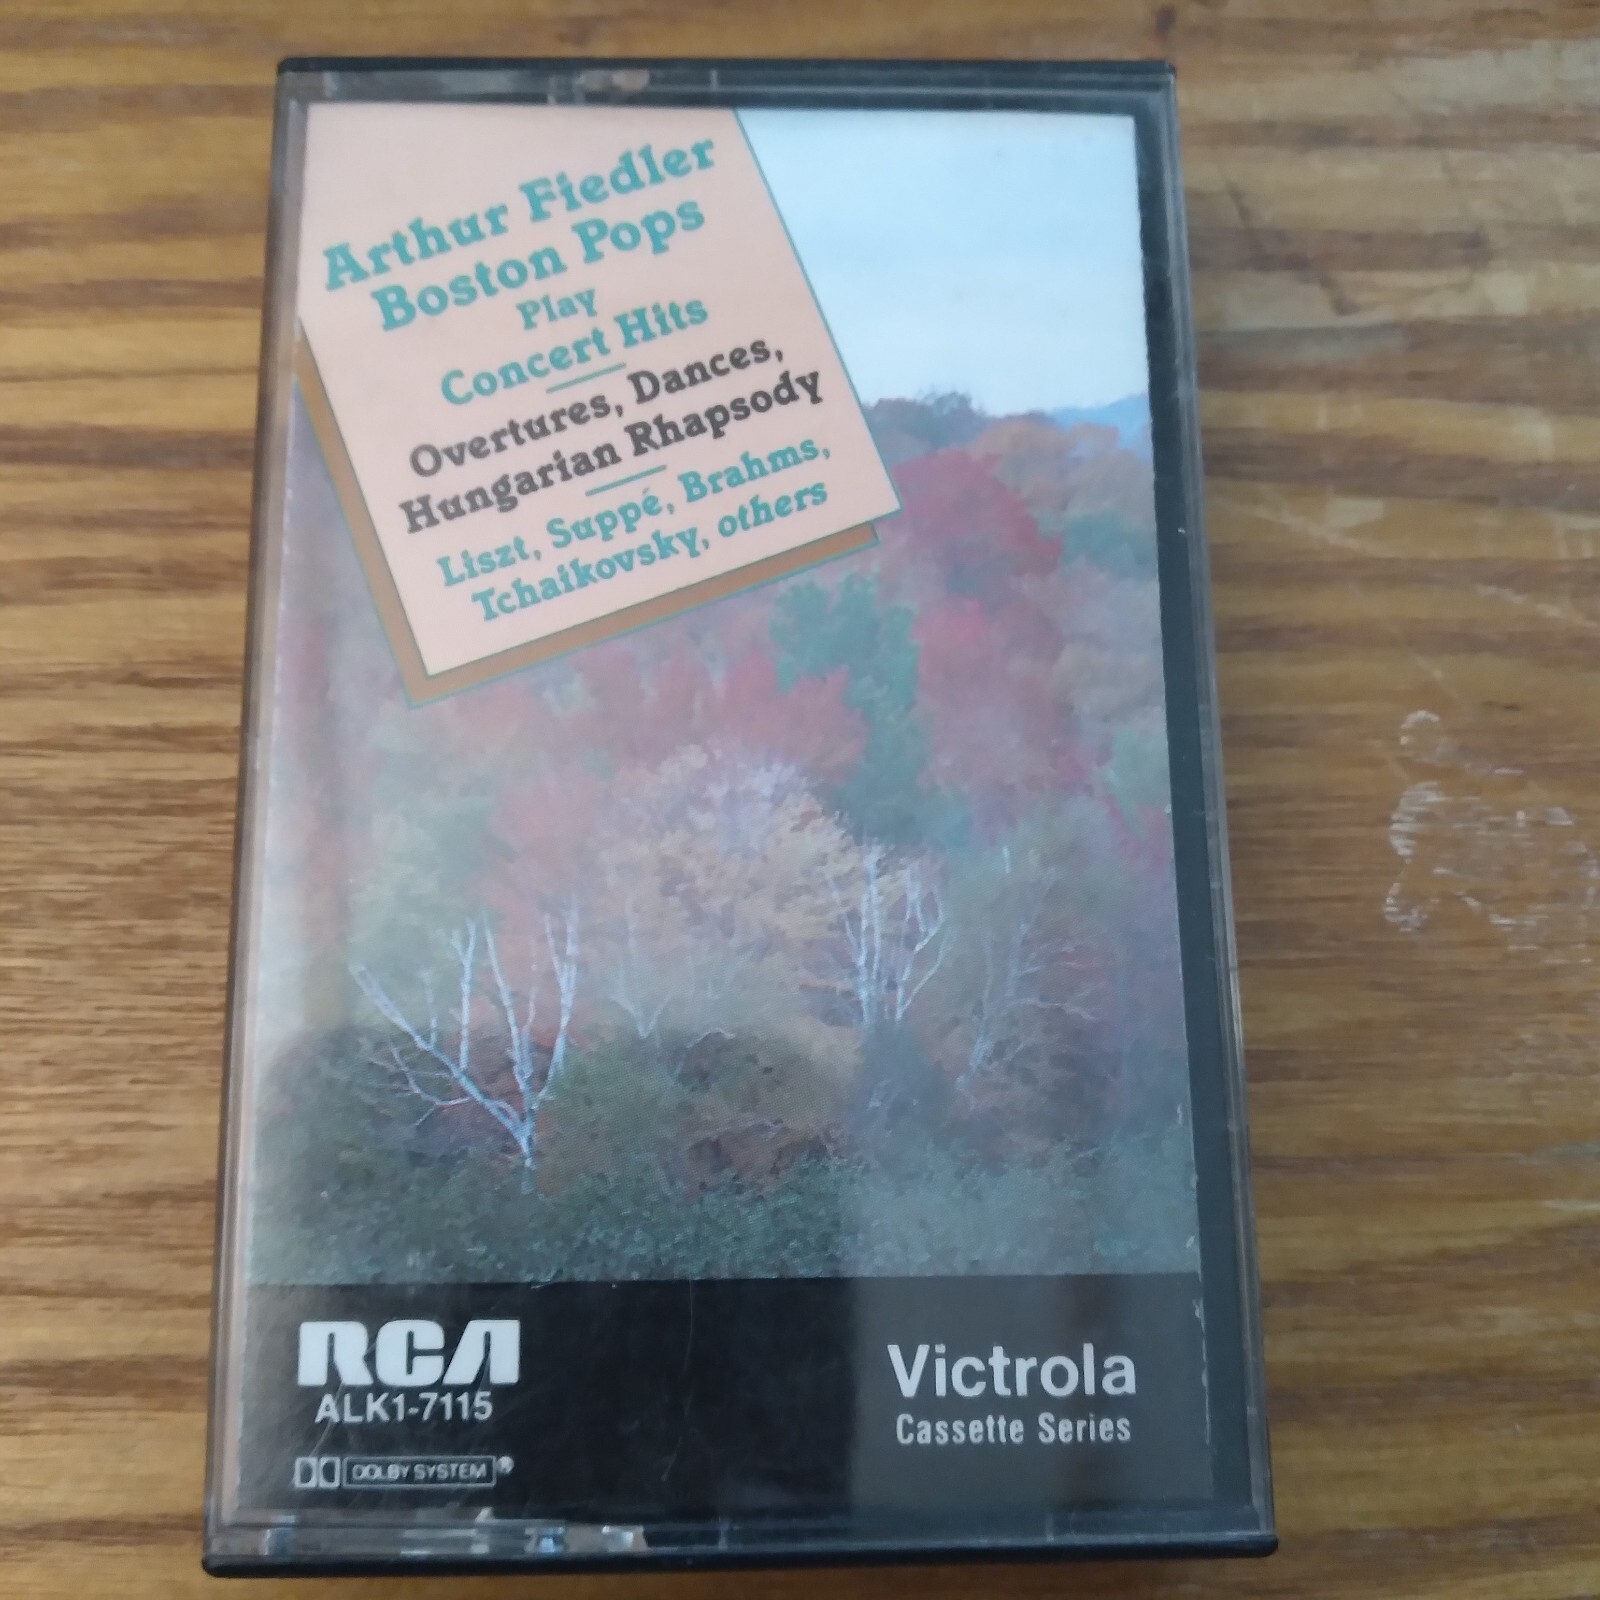 Arthur Fiedler
Boston Pops
Play
Concert Hits
Overtures, Dances,
Hungarian Rhapsody
Liszt, Suppé, Brahms,
Tchaikovsky, others
RCA
ALK1-7115
DOLBY SYSTEM®
Victrola
Cassette Series